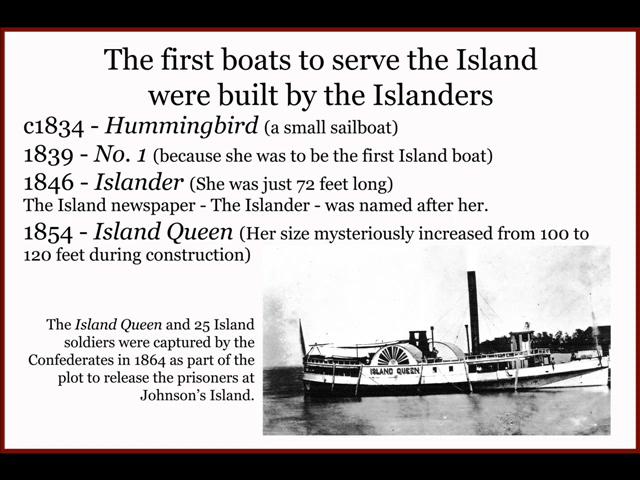 The first boats to serve the Island
were built by the Islanders
c1834 - Hummingbird (a small sailboat)
1839 - No. 1 (because she was to be the first Island boat)
1846 - Islander (She was just 72 feet long)
The Island newspaper - The Islander - was named after her.
1854 - Island Queen (Her size mysteriously increased from 100 to
120 feet during construction)
The Island Queen and 25 Island
soldiers were captured by the
Confederates in 1864 as part of the
plot to release the prisoners at
Johnson's Island.
ISLAND QUEEN